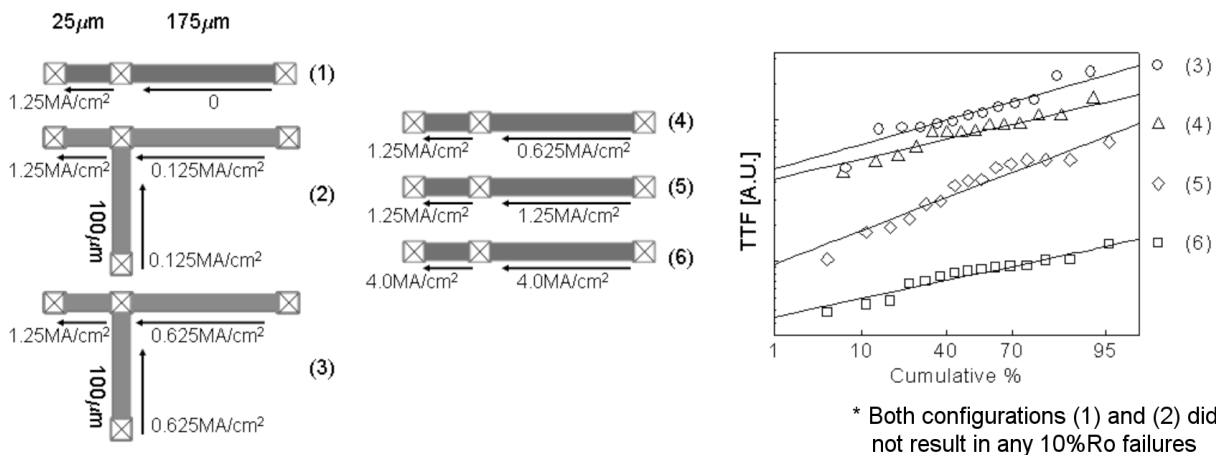 25μm 175μm
(1)
1.25MA/cm² 0
1.25MA/cm² 0.125MA/cm²
(2)
100μm
0.125MA/cm²
1.25MA/cm² 0.625MA/cm²
(3)
100μm
0.625MA/cm²
(4)
1.25MA/cm² 0.625MA/cm²
(5)
1.25MA/cm² 1.25MA/cm²
(6)
4.0MA/cm² 4.0MA/cm²
TTF [A.U.]
(3)
(4)
(5)
(6)
1 10 40 70 95
Cumulative %
* Both configurations (1) and (2) did
not result in any 10%Ro failures